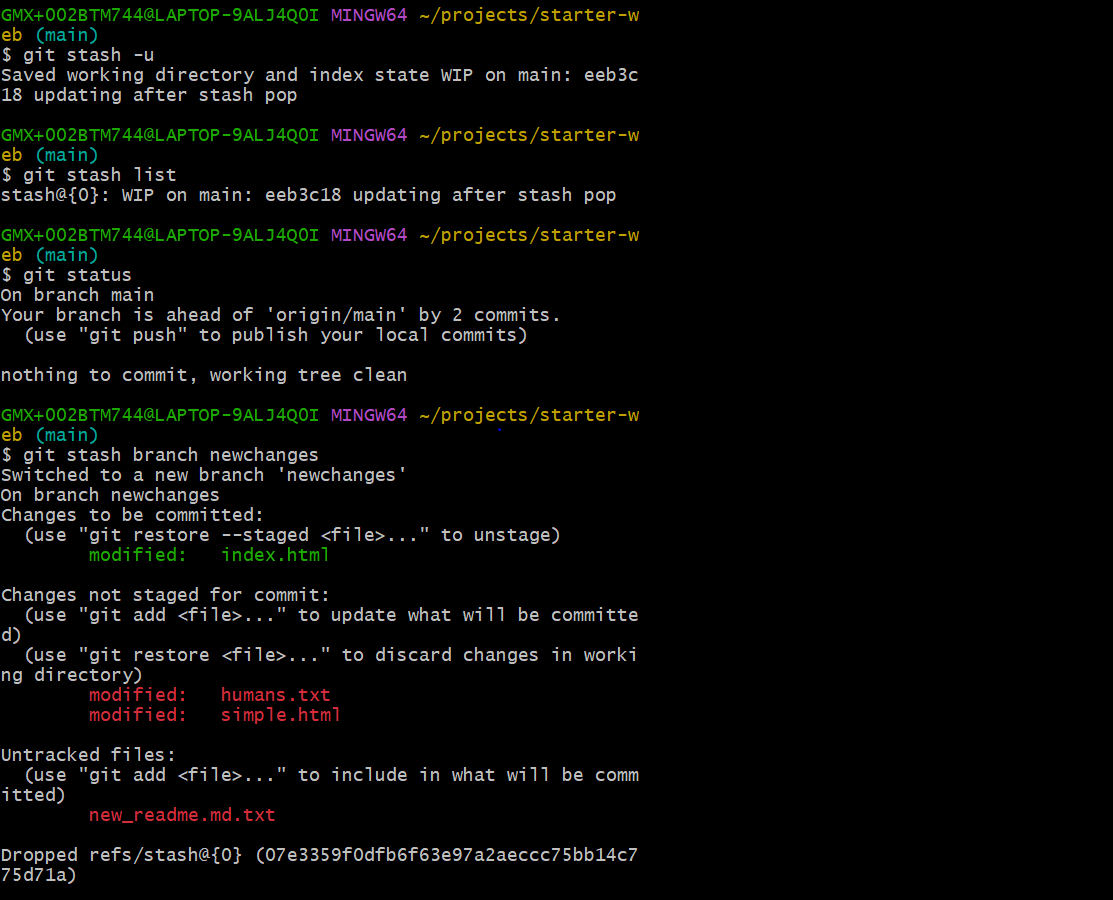 GMX+002BTM744@LAPTOP-9ALJ4Q0I MINGW64 ~/projects/starter-w
eb (main)
$ git stash -u
Saved working directory and index state WIP on main: eeb3c
18 updating after stash pop

GMX+002BTM744@LAPTOP-9ALJ4Q0I MINGW64 ~/projects/starter-w
eb (main)
$ git stash list
stash@{0}: WIP on main: eeb3c18 updating after stash pop

GMX+002BTM744@LAPTOP-9ALJ4Q0I MINGW64 ~/projects/starter-w
eb (main)
$ git status
On branch main
Your branch is ahead of 'origin/main' by 2 commits.
  (use "git push" to publish your local commits)

nothing to commit, working tree clean

GMX+002BTM744@LAPTOP-9ALJ4Q0I MINGW64 ~/projects/starter-w
eb (main)
$ git stash branch newchanges
Switched to a new branch 'newchanges'
On branch newchanges
Changes to be committed:
  (use "git restore --staged <file>..." to unstage)
        modified:   index.html

Changes not staged for commit:
  (use "git add <file>..." to update what will be committe
d)
  (use "git restore <file>..." to discard changes in worki
ng directory)
        modified:   humans.txt
        modified:   simple.html

Untracked files:
  (use "git add <file>..." to include in what will be comm
itted)
        new_readme.md.txt

Dropped refs/stash@{0} (07e3359f0dfb6f63e97a2aeccc75bb14c7
75d71a)